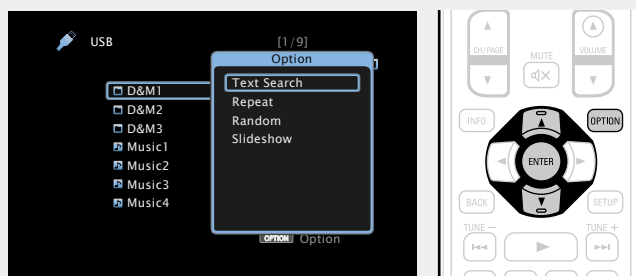 USB
[1/9]
Option
D&M1
D&M2
D&M3
Music1
Music2
Music3
Music4
Text Search
Repeat
Random
Slideshow
OPTION Option
CH/PAGE
MUTE
VOLUME
INFO
OPTION
ENTER
BACK
SETUP
TUNE −
TUNE +